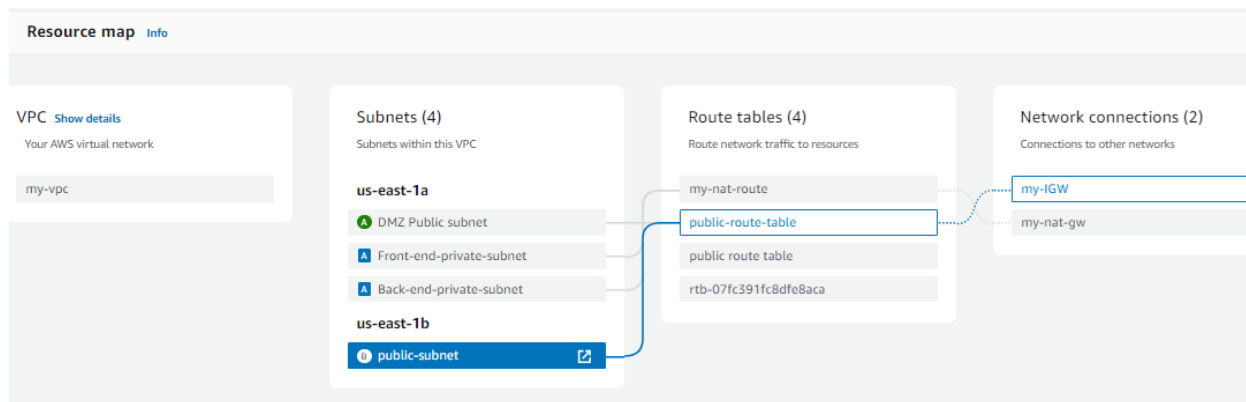 Resource map Info
VPC Show details
Your AWS virtual network
my-vpc
Subnets (4)
Subnets within this VPC
us-east-1a
A DMZ Public subnet
A Front-end-private-subnet
A Back-end-private-subnet
us-east-1b
B public-subnet
Route tables (4)
Route network traffic to resources
my-nat-route
public-route-table
public route table
rtb-07fc391fc8dfe8aca
Network connections (2)
Connections to other networks
my-IGW
my-nat-gw